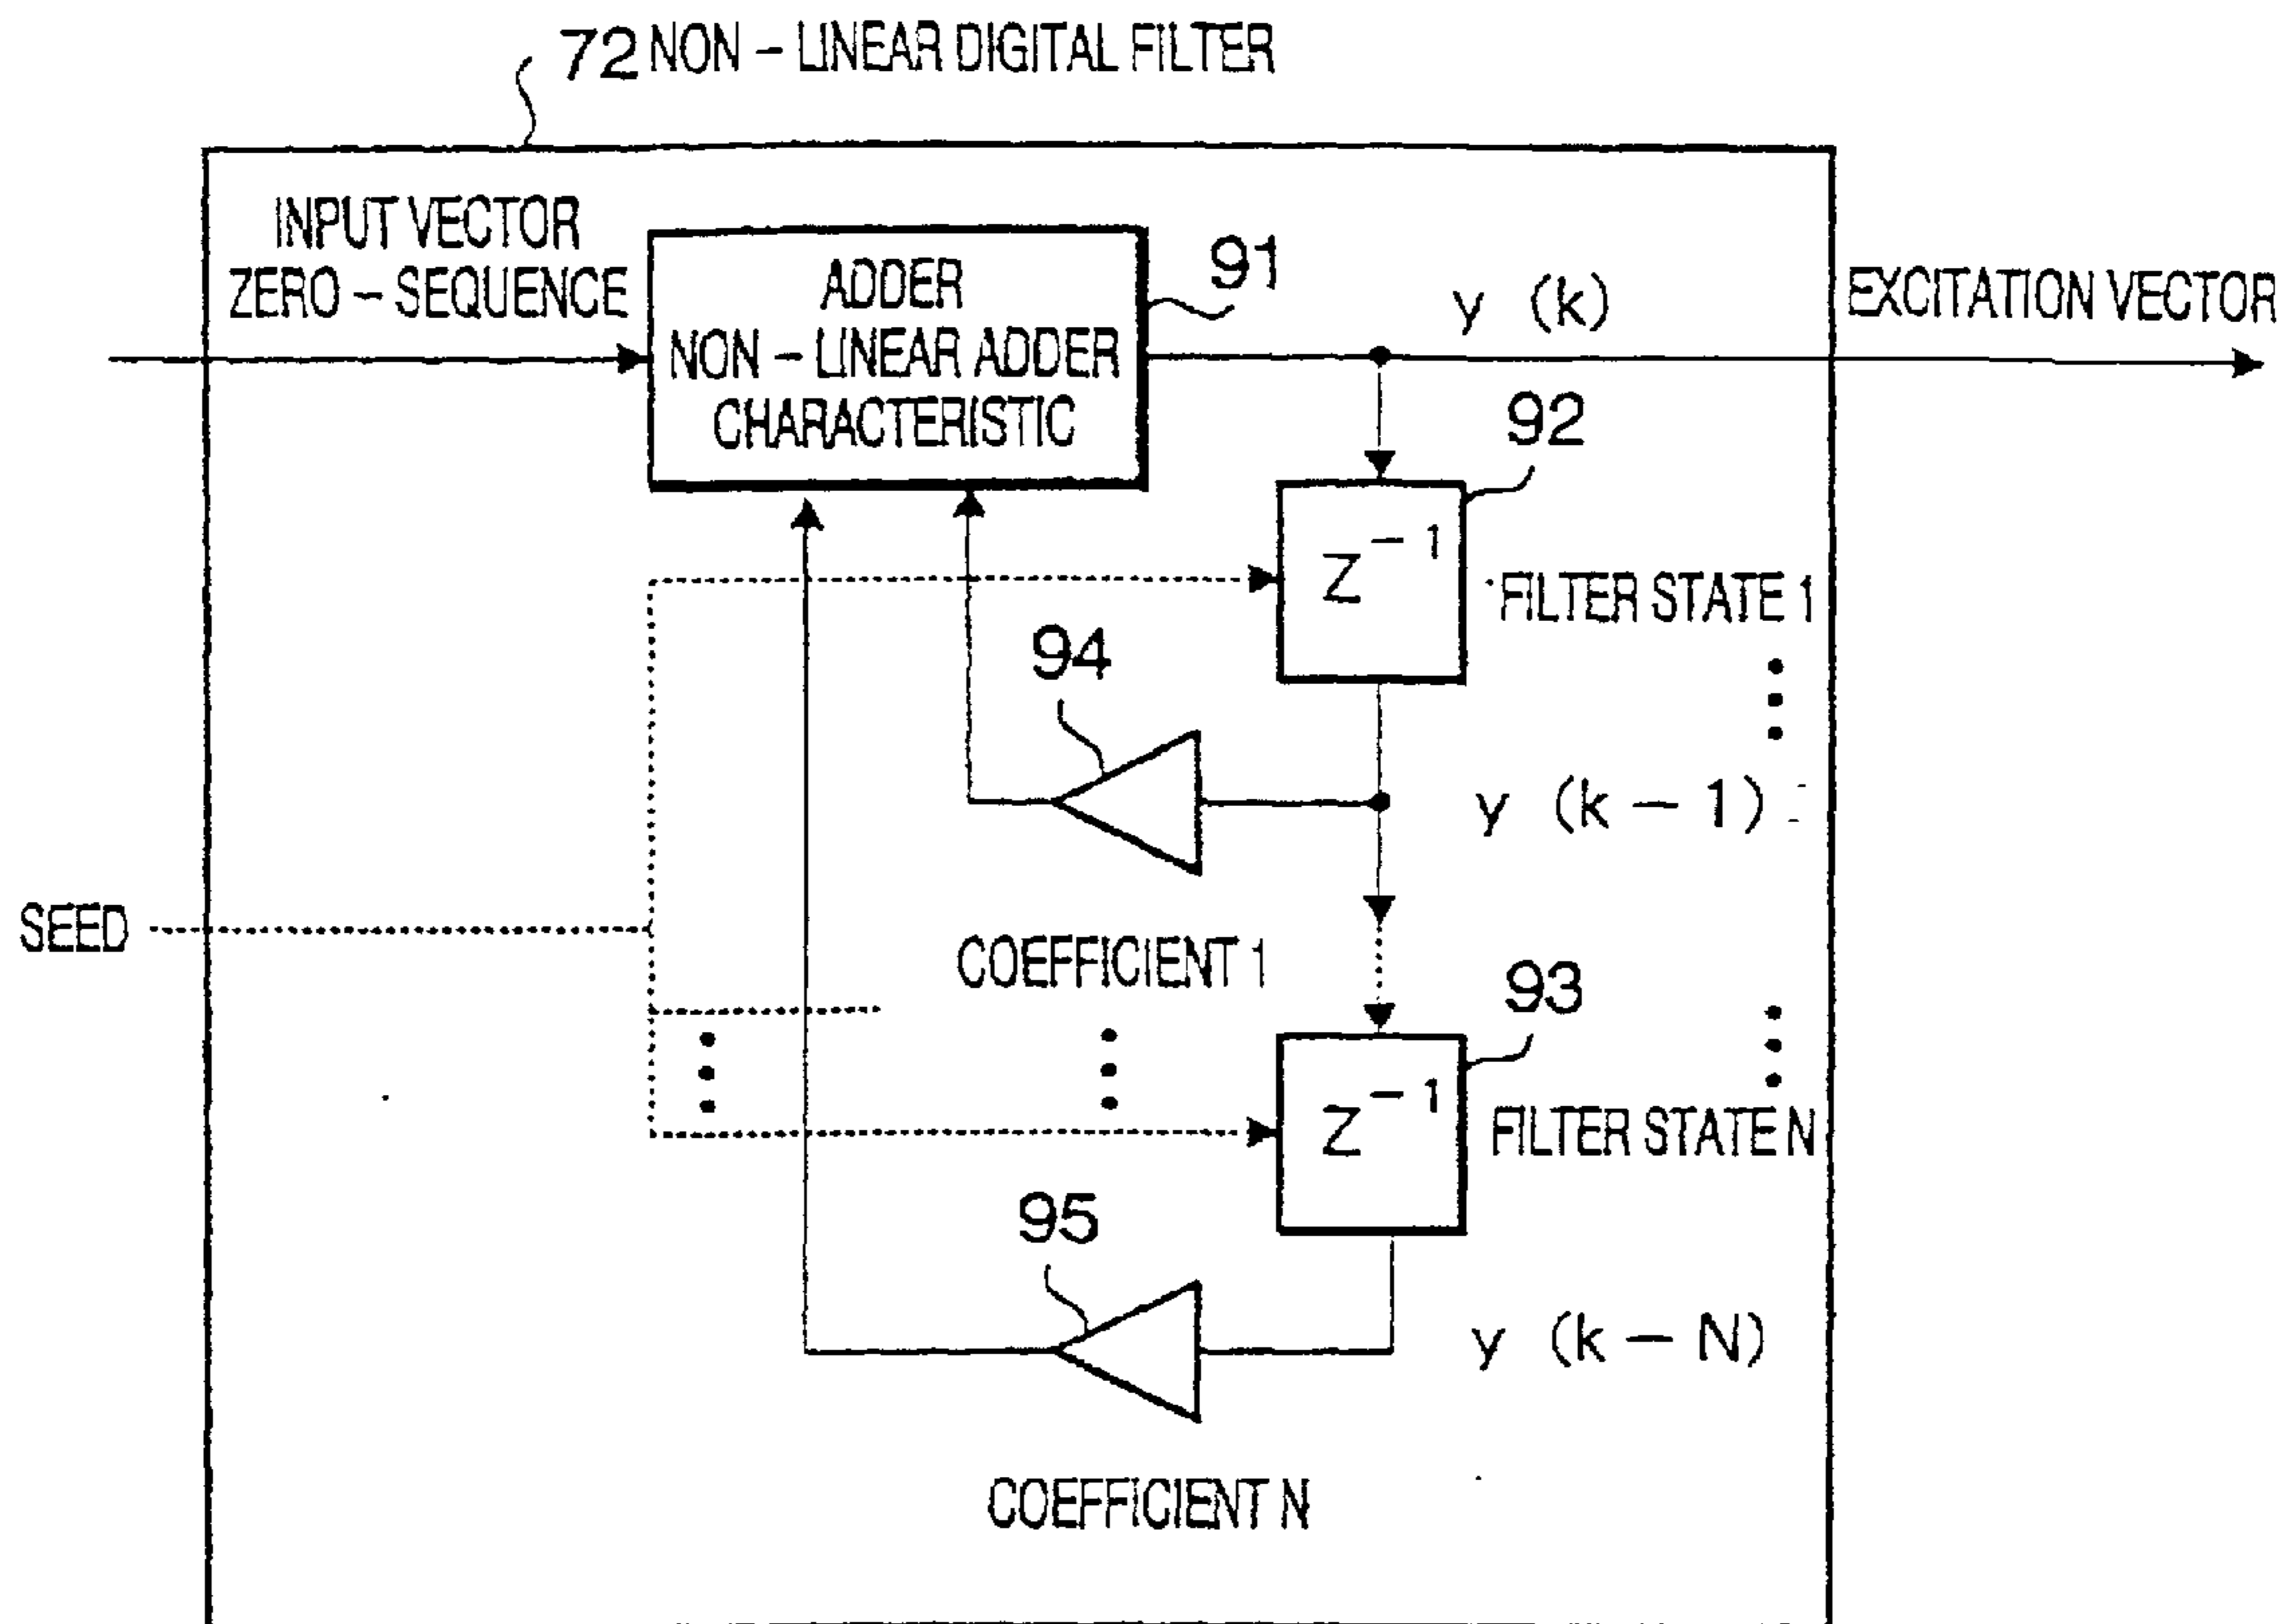 72 NON – LINEAR DIGITAL FILTER
INPUT VECTOR
ZERO – SEQUENCE
ADDER
NON – LINEAR ADDER
CHARACTERISTIC
91
y (k)
EXCITATION VECTOR
92
Z⁻¹
FILTER STATE 1
94
y (k – 1)
SEED
COEFFICIENT 1
93
Z⁻¹
FILTER STATE N
95
y (k – N)
COEFFICIENT N